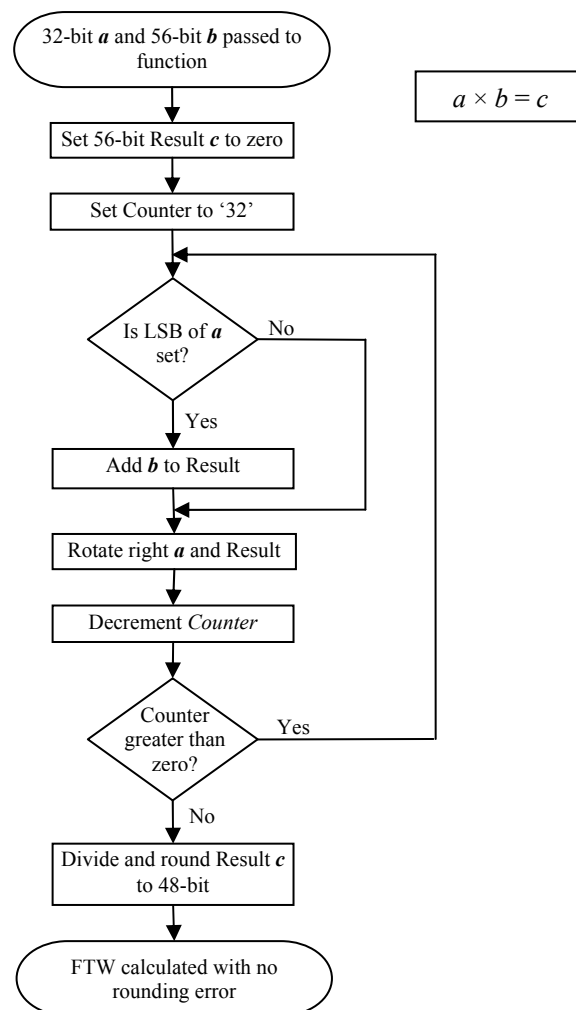 32-bit a and 56-bit b passed to
function
a × b = c
Set 56-bit Result c to zero
Set Counter to ‘32’
Is LSB of a
set?
No
Yes
Add b to Result
Rotate right a and Result
Decrement Counter
Counter
greater than
zero?
Yes
No
Divide and round Result c
to 48-bit
FTW calculated with no
rounding error